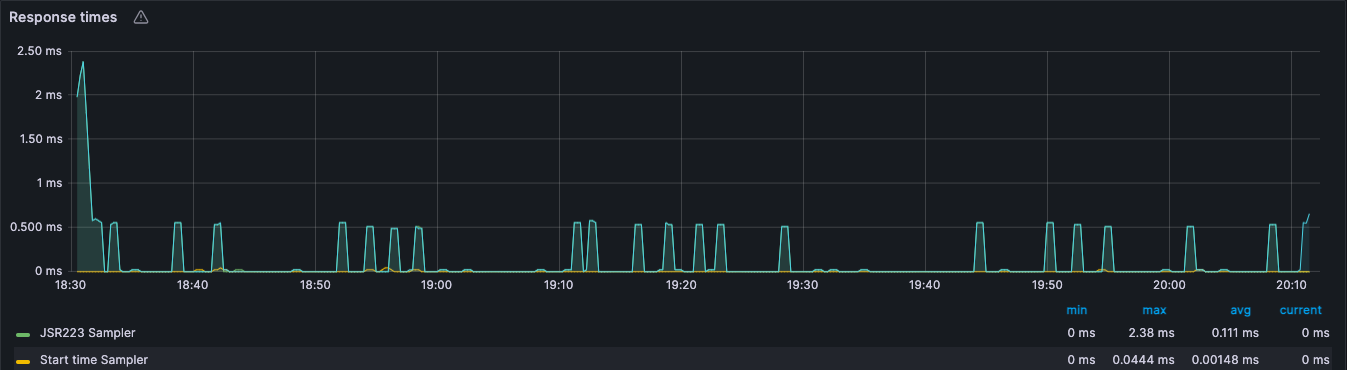 Response times
2.50 ms
2 ms
1.50 ms
1 ms
0.500 ms
0 ms
18:30 18:40 18:50 19:00 19:10 19:20 19:30 19:40 19:50 20:00 20:10
min max avg current
JSR223 Sampler 0 ms 2.38 ms 0.111 ms 0 ms
Start time Sampler 0 ms 0.0444 ms 0.00148 ms 0 ms